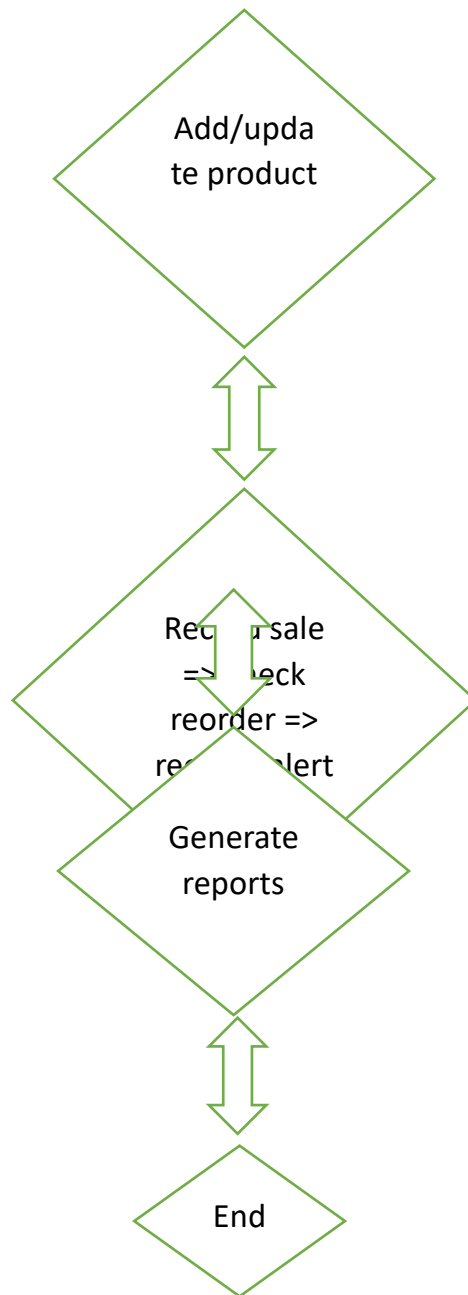 Add/upda
te product
sale
=>
reorder =>
Generate
reports
End